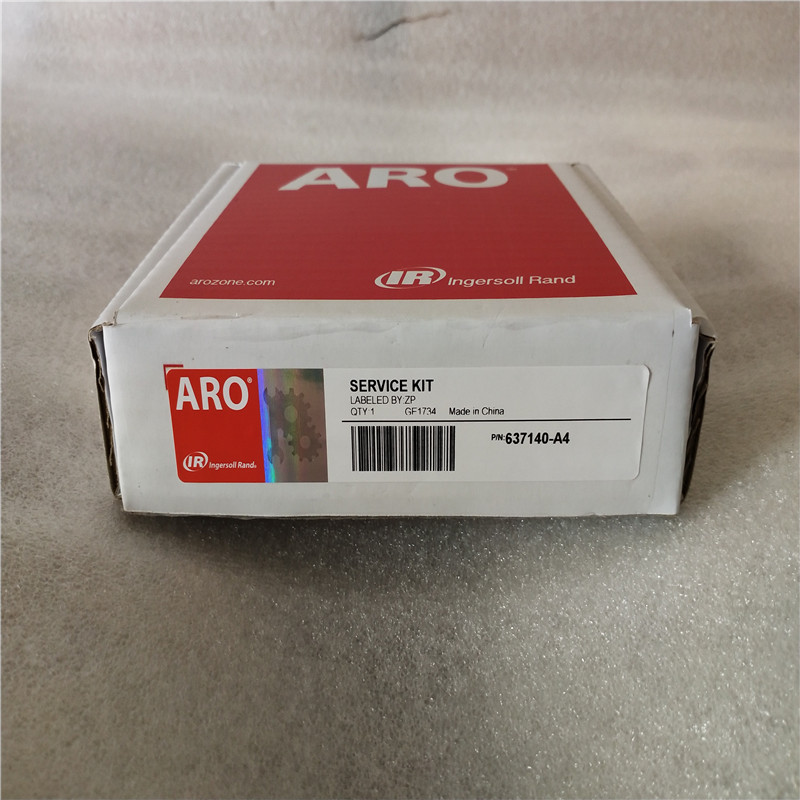 ARO
arozone.com
IR Ingersoll Rand
ARO®
IR Ingersoll Rand®
SERVICE KIT
LABELED BY:ZP
QTY:1 GF1734 Made in China
P/N:637140-A4